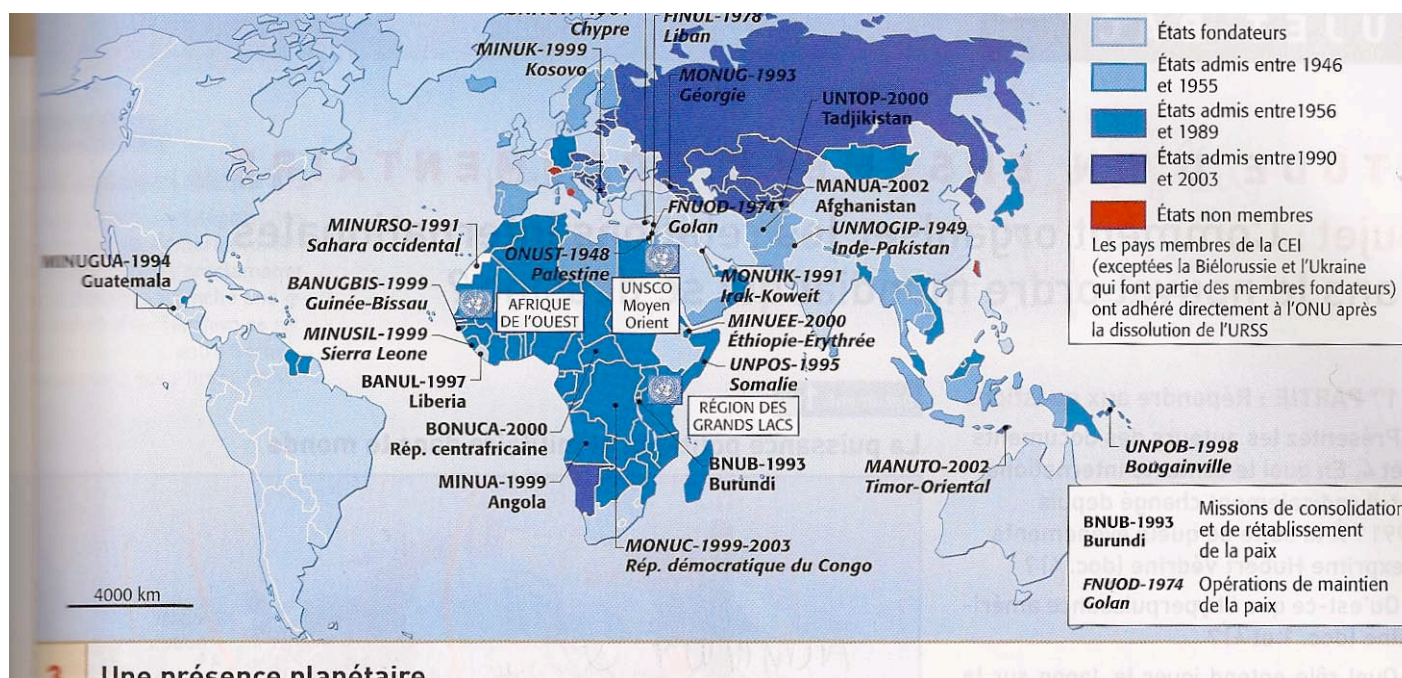 Chypre
FINUL-1978
Liban
MINUK-1999
Kosovo
MONUG-1993
Géorgie
UNTOP-2000
Tadjikistan
MANUA-2002
Afghanistan
FNUOD-1974
Golan
UNMOGIP-1949
Inde-Pakistan
MINURSO-1991
Sahara occidental
ONUST-1948
Palestine
MINUGUA-1994
Guatemala
MONUIK-1991
Irak-Koweit
BANUGBIS-1999
Guinée-Bissau
AFRIQUE
DE L'OUEST
UNSCO
Moyen
Orient
MINUEE-2000
Éthiopie-Érythrée
MINUSIL-1999
Sierra Leone
UNPOS-1995
Somalie
BANUL-1997
Liberia
RÉGION DES
GRANDS LACS
BONUCA-2000
Rép. centrafricaine
BNUB-1993
Burundi
MINUA-1999
Angola
MANUTO-2002
Timor-Oriental
UNPOB-1998
Bougainville
MONUC-1999-2003
Rép. démocratique du Congo
4000 km
États fondateurs
États admis entre 1946
et 1955
États admis entre1956
et 1989
États admis entre1990
et 2003
États non membres
Les pays membres de la CEI
(exceptées la Biélorussie et l'Ukraine
qui font partie des membres fondateurs)
ont adhéré directement à l'ONU après
la dissolution de l'URSS
BNUB-1993
Burundi
Missions de consolidation
et de rétablissement
de la paix
FNUOD-1974
Golan
Opérations de maintien
de la paix
3 Une présence planétaire